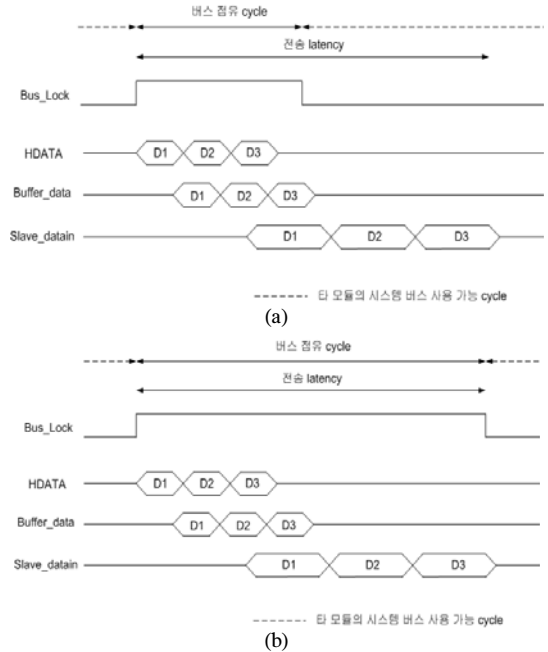 버스 점유 cycle
전송 latency
Bus_Lock
HDATA D1 D2 D3
Buffer_data D1 D2 D3
Slave_datain D1 D2 D3
타 모듈의 시스템 버스 사용 가능 cycle
(a)
버스 점유 cycle
전송 latency
Bus_Lock
HDATA D1 D2 D3
Buffer_data D1 D2 D3
Slave_datain D1 D2 D3
타 모듈의 시스템 버스 사용 가능 cycle
(b)